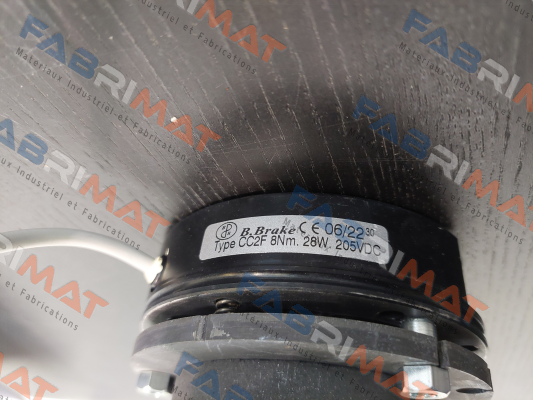 FABRIMAT
Materiaux Industriel et Fabrications
B.Brake CE 06/22 30
Type CC2F 8Nm. 28W. 205VDC